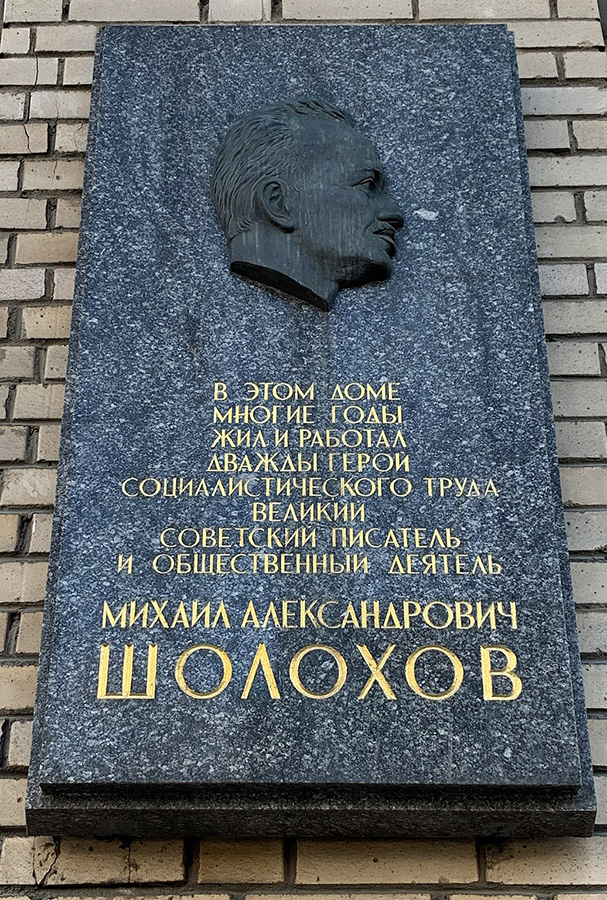 В ЭТОМ ДОМЕ
МНОГИЕ ГОДЫ
ЖИЛ И РАБОТАЛ
ДВАЖДЫ ГЕРОЙ
СОЦИАЛИСТИЧЕСКОГО ТРУДА
ВЕЛИКИЙ
СОВЕТСКИЙ ПИСАТЕЛЬ
И ОБЩЕСТВЕННЫЙ ДЕЯТЕЛЬ
МИХАИЛ АЛЕКСАНДРОВИЧ
ШОЛОХОВ